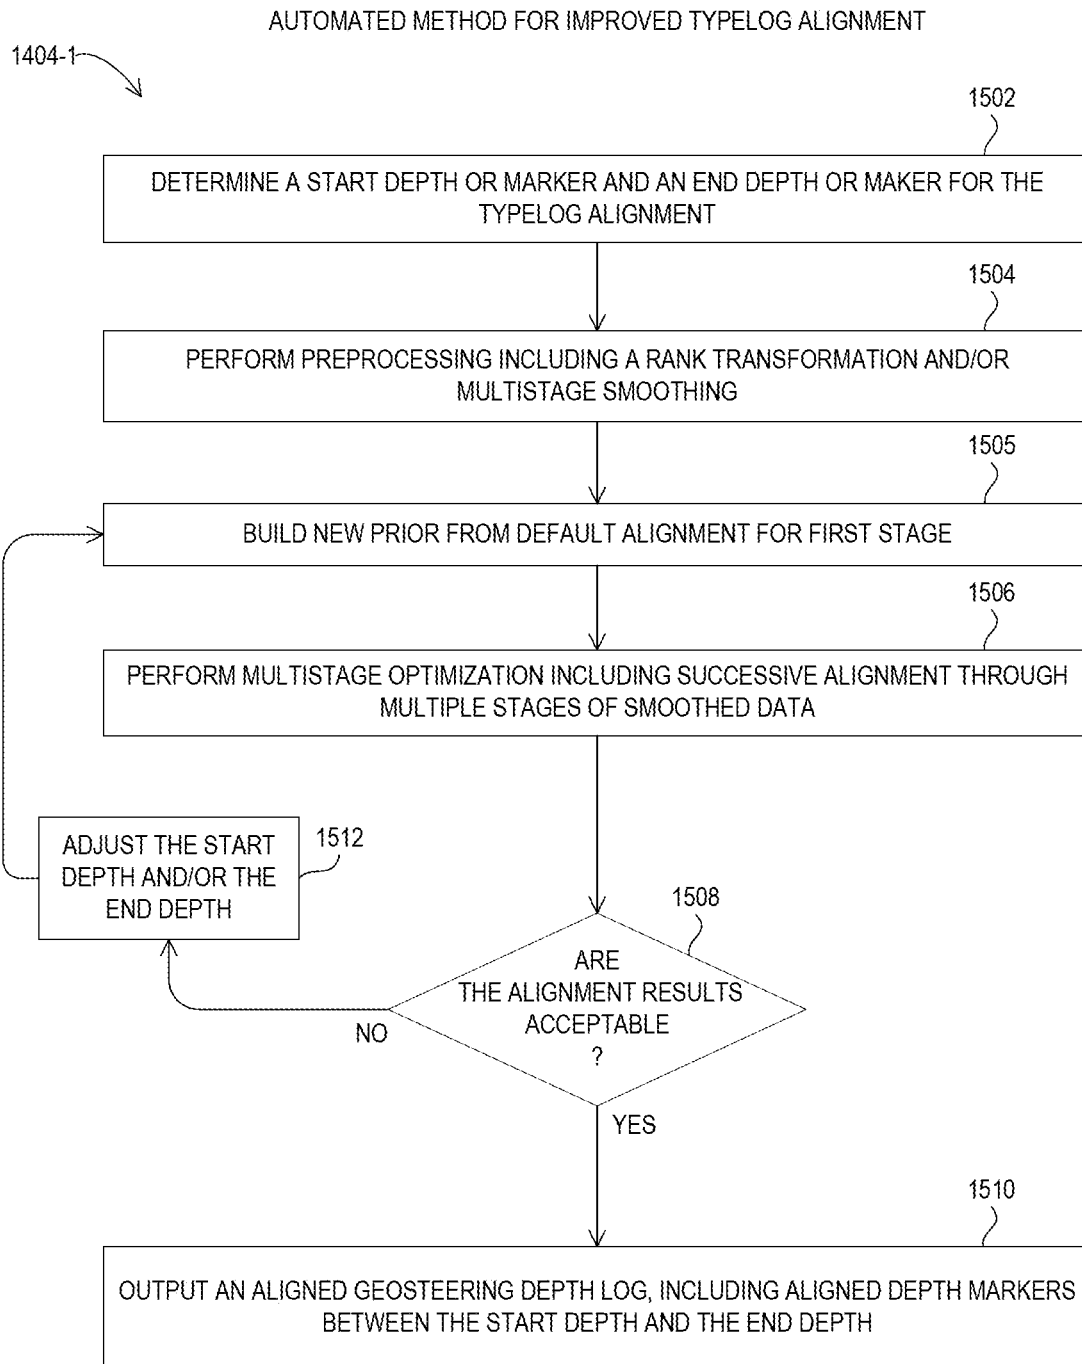 AUTOMATED METHOD FOR IMPROVED TYPELOG ALIGNMENT
1404-1
1502
DETERMINE A START DEPTH OR MARKER AND AN END DEPTH OR MAKER FOR THE
TYPELOG ALIGNMENT
1504
PERFORM PREPROCESSING INCLUDING A RANK TRANSFORMATION AND/OR
MULTISTAGE SMOOTHING
1505
BUILD NEW PRIOR FROM DEFAULT ALIGNMENT FOR FIRST STAGE
1506
PERFORM MULTISTAGE OPTIMIZATION INCLUDING SUCCESSIVE ALIGNMENT THROUGH
MULTIPLE STAGES OF SMOOTHED DATA
1512
ADJUST THE START
DEPTH AND/OR THE
END DEPTH
1508
ARE
THE ALIGNMENT RESULTS
ACCEPTABLE
?
NO
YES
1510
OUTPUT AN ALIGNED GEOSTEERING DEPTH LOG, INCLUDING ALIGNED DEPTH MARKERS
BETWEEN THE START DEPTH AND THE END DEPTH